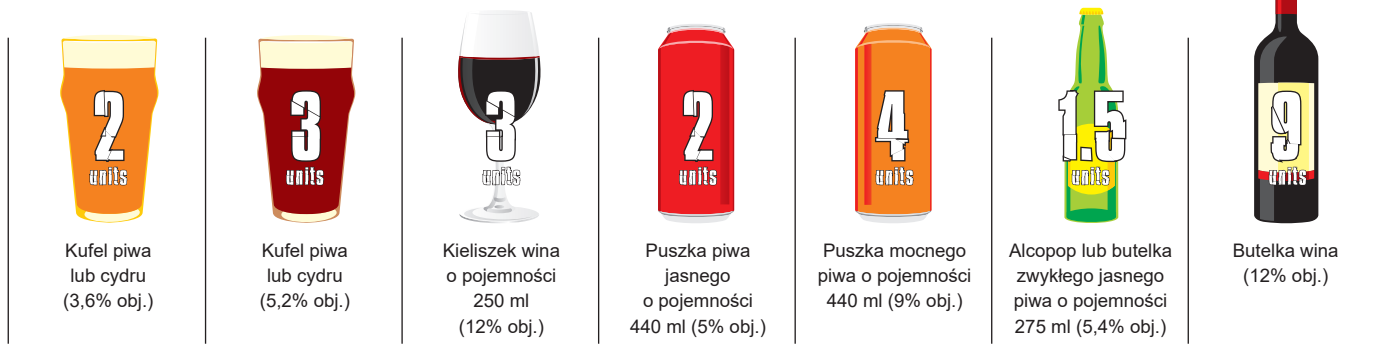 2
units
Kufel piwa
lub cydru
(3,6% obj.)
3
units
Kufel piwa
lub cydru
(5,2% obj.)
3
units
Kieliszek wina
o pojemności
250 ml
(12% obj.)
2
units
Puszka piwa
jasnego
o pojemności
440 ml (5% obj.)
4
units
Puszka mocnego
piwa o pojemności
440 ml (9% obj.)
1.5
units
Alcopop lub butelka
zwykłego jasnego
piwa o pojemności
275 ml (5,4% obj.)
9
units
Butelka wina
(12% obj.)